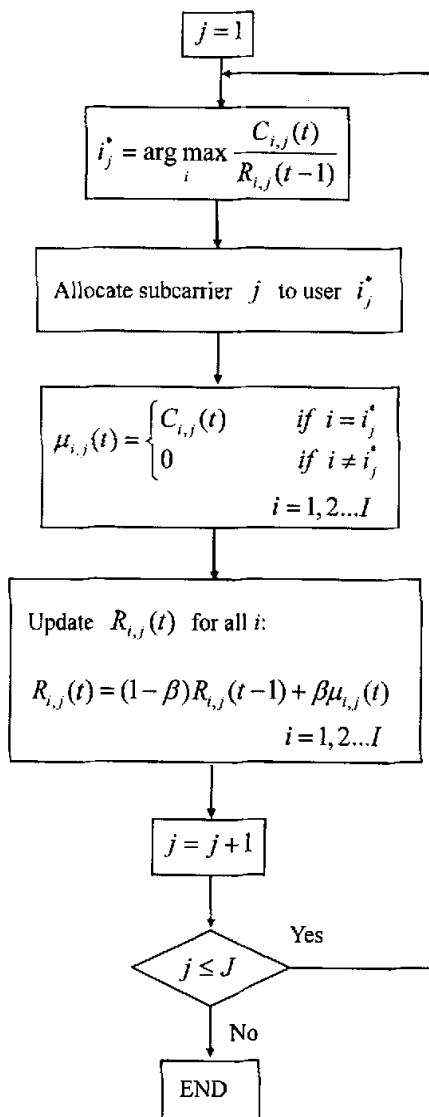 j = 1
i*_j = arg max_i C_{i,j}(t) / R_{i,j}(t−1)
Allocate subcarrier j to user i*_j
μ_{i,j}(t) = { C_{i,j}(t) if i = i*_j
0 if i ≠ i*_j
i = 1, 2...I
Update R_{i,j}(t) for all i:
R_{i,j}(t) = (1−β)R_{i,j}(t−1) + βμ_{i,j}(t)
i = 1, 2...I
j = j+1
j ≤ J
Yes
No
END